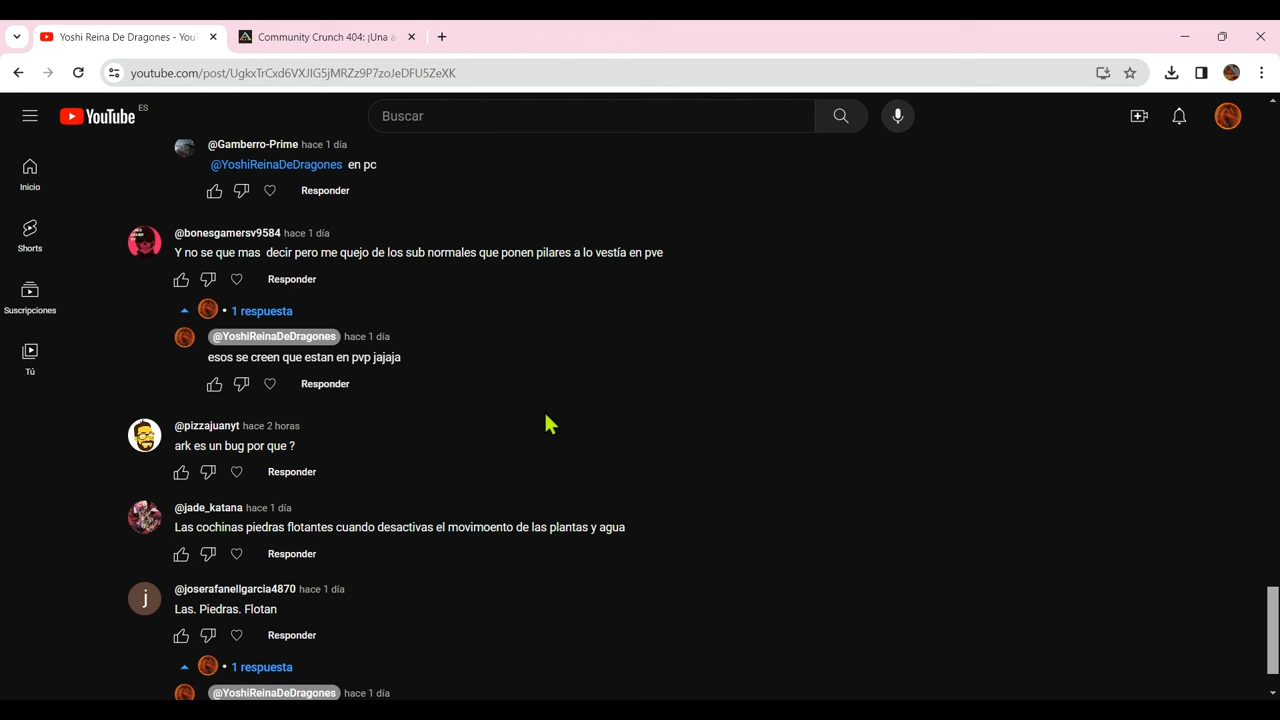 Yoshi Reina De Dragones - You
Community Crunch 404: ¡Una a
youtube.com/post/UgkxTrCxd6VXJIG5jMRZz9P7zoJeDFU5ZeXK
YouTube ES
Buscar
Inicio
Shorts
Suscripciones
Tú
@Gamberro-Prime hace 1 día
@YoshiReinaDeDragones en pc
Responder
@bonesgamersv9584 hace 1 día
Y no se que mas decir pero me quejo de los sub normales que ponen pilares a lo vestía en pve
Responder
• 1 respuesta
@YoshiReinaDeDragones hace 1 día
esos se creen que estan en pvp jajaja
Responder
@pizzajuanyt hace 2 horas
ark es un bug por que ?
Responder
@jade_katana hace 1 día
Las cochinas piedras flotantes cuando desactivas el movimoento de las plantas y agua
Responder
j
@joserafanellgarcia4870 hace 1 día
Las. Piedras. Flotan
Responder
• 1 respuesta
@YoshiReinaDeDragones hace 1 día